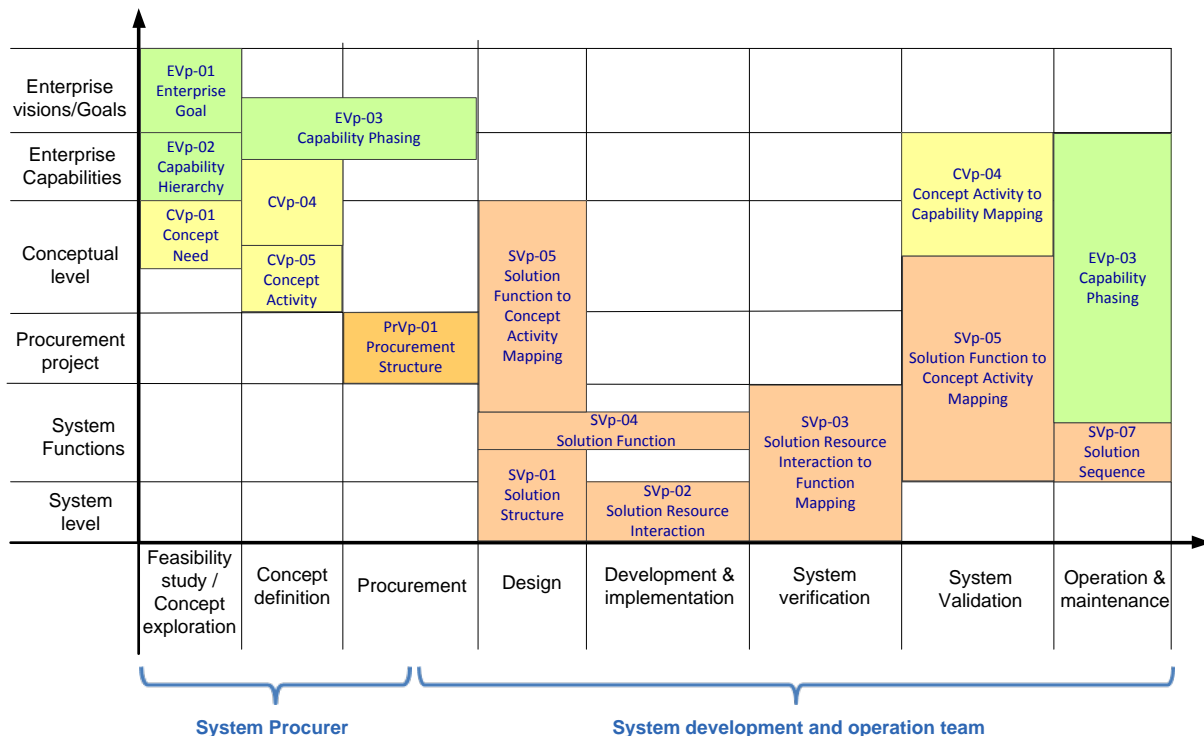 Enterprise
visions/Goals
Enterprise
Capabilities
Conceptual
level
Procurement
project
System
Functions
System
level
EVp-01
Enterprise
Goal
EVp-02
Capability
Hierarchy
CVp-01
Concept
Need
EVp-03
Capability Phasing
CVp-04
CVp-05
Concept
Activity
PrVp-01
Procurement
Structure
SVp-05
Solution
Function to
Concept
Activity
Mapping
SVp-04
Solution Function
SVp-01
Solution
Structure
SVp-02
Solution Resource
Interaction
SVp-03
Solution Resource
Interaction to
Function
Mapping
CVp-04
Concept Activity to
Capability Mapping
SVp-05
Solution Function to
Concept Activity
Mapping
EVp-03
Capability
Phasing
SVp-07
Solution
Sequence
Feasibility
study /
Concept
exploration
Concept
definition
Procurement
Design
Development &
implementation
System
verification
System
Validation
Operation &
maintenance
System Procurer
System development and operation team